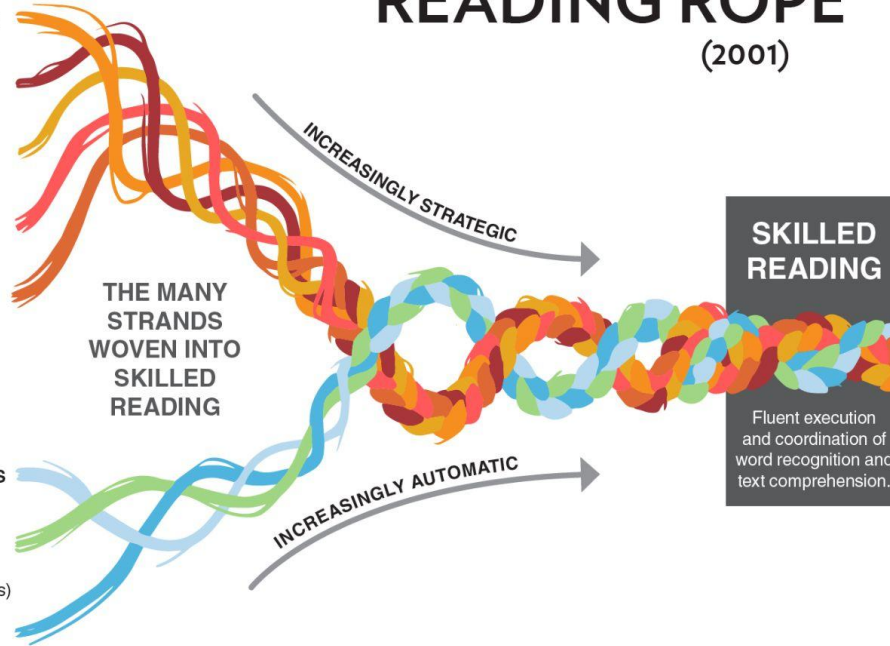 READING ROPE
(2001)
INCREASINGLY STRATEGIC
SKILLED
READING
THE MANY
STRANDS
WOVEN INTO
SKILLED
READING
Fluent execution
and coordination of
word recognition and
text comprehension.
S
INCREASINGLY AUTOMATIC
s)